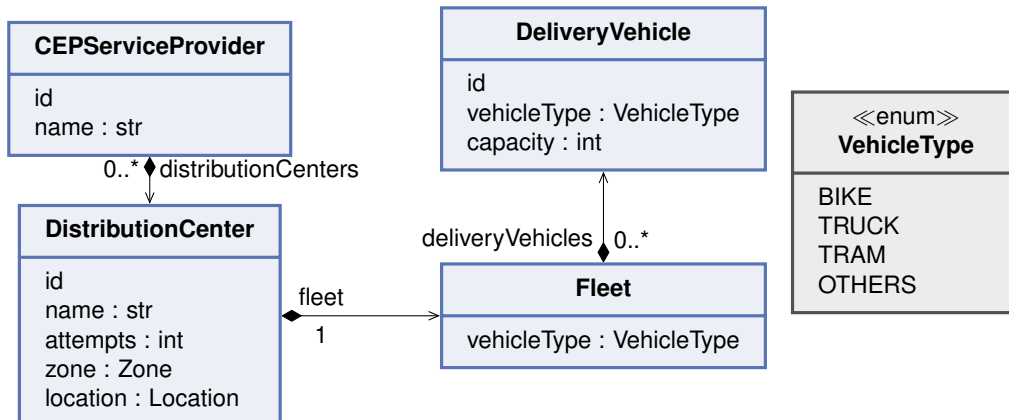 CEPServiceProvider
id
name : str
0..* distributionCenters
DistributionCenter
id
name : str
attempts : int
zone : Zone
location : Location
fleet
1
DeliveryVehicle
id
vehicleType : VehicleType
capacity : int
deliveryVehicles 0..*
Fleet
vehicleType : VehicleType
≪enum≫
VehicleType
BIKE
TRUCK
TRAM
OTHERS